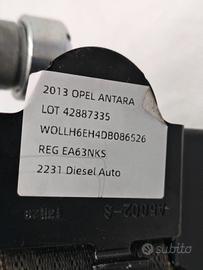 2013 OPEL ANTARA
LOT 42887335
WOLLH6EH4DB086526
REG EA63NKS
2231 Diesel Auto
subito